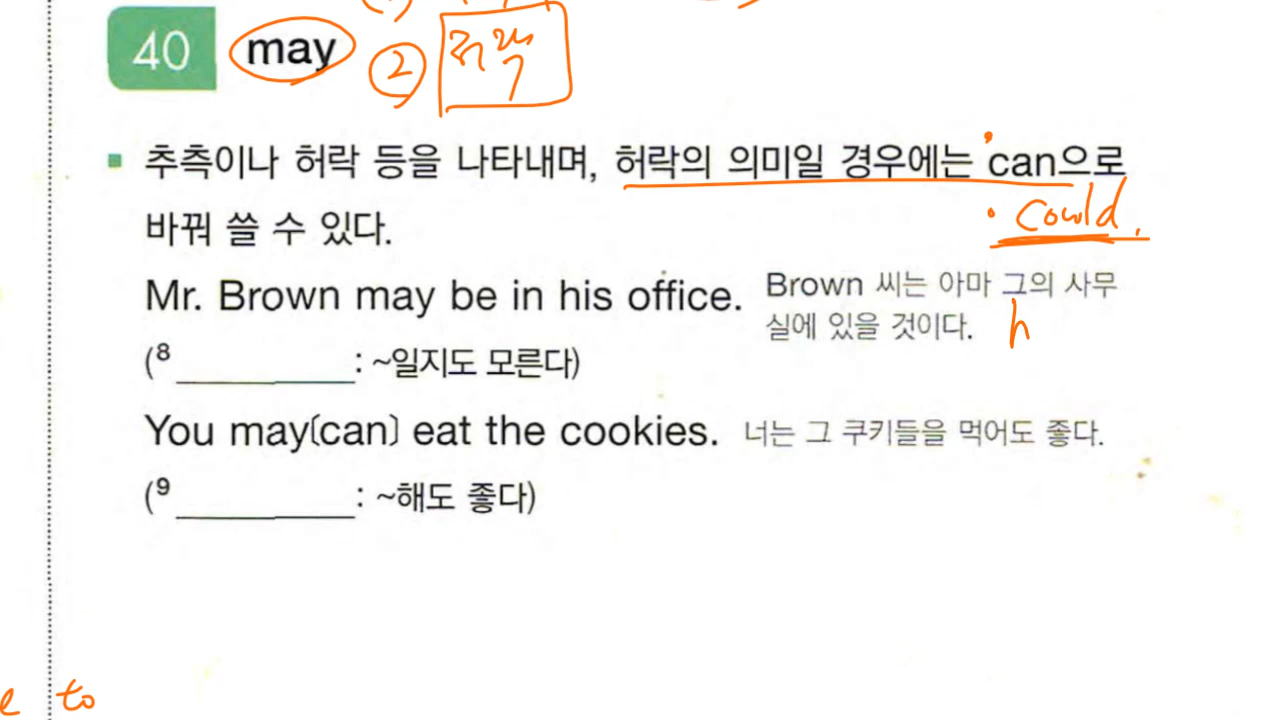 40 may ② 허락
추측이나 허락 등을 나타내며, 허락의 의미일 경우에는 can으로
· could.
바꿔 쓸 수 있다.
Mr. Brown may be in his office. Brown 씨는 아마 그의 사무
실에 있을 것이다. h
(8 ____________ : ~일지도 모른다)
You may(can) eat the cookies. 너는 그 쿠키들을 먹어도 좋다.
(9 ____________ : ~해도 좋다)
e to